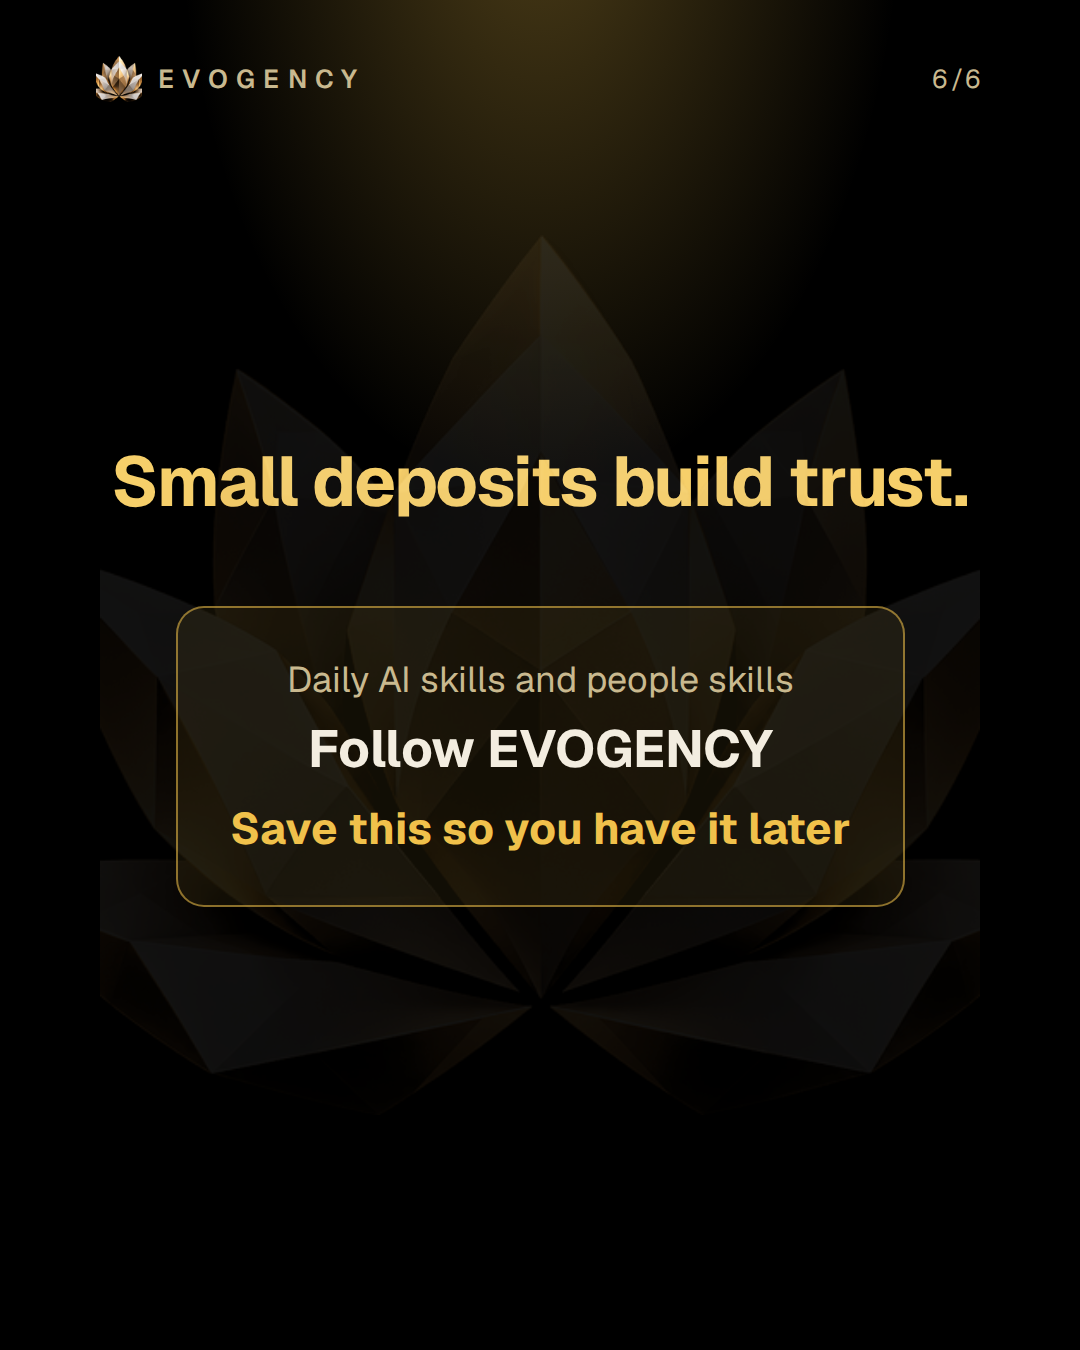 EVOGENCY
6/6
Small deposits build trust.
Daily AI skills and people skills
Follow EVOGENCY
Save this so you have it later